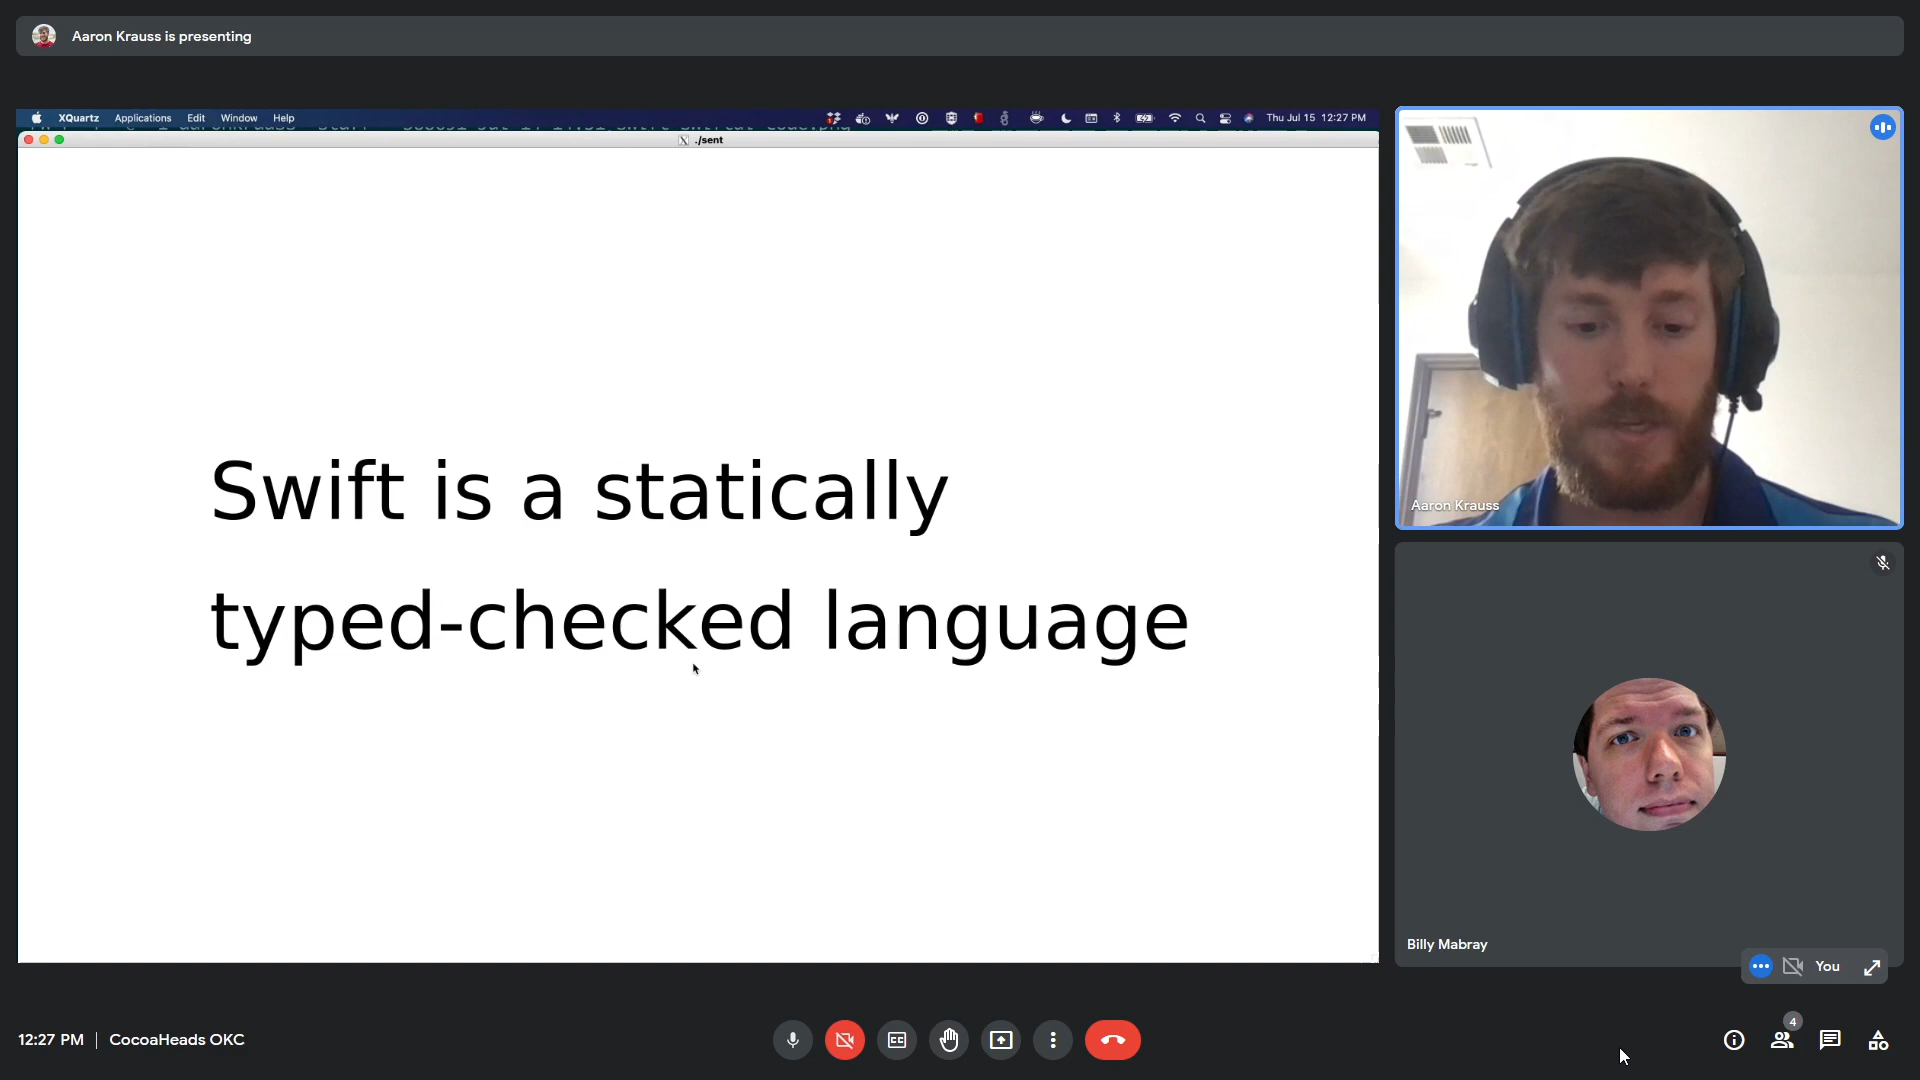 Aaron Krauss is presenting
XQuartz Applications Edit Window Help
Thu Jul 15 12:27 PM
./sent
Swift is a statically
typed-checked language
Aaron Krauss
Billy Mabray
You
12:27 PM | CocoaHeads OKC
4